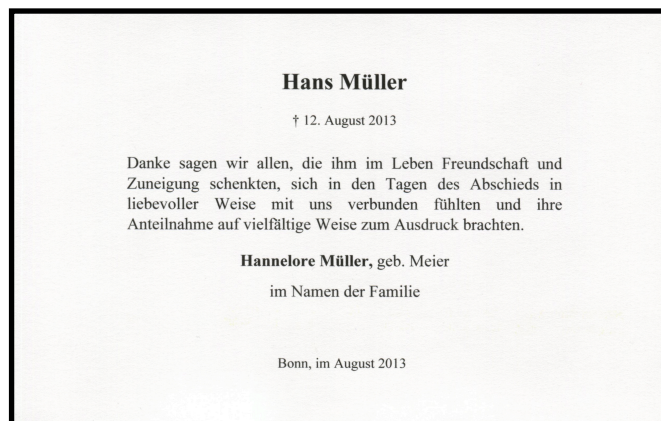 Hans Müller
† 12. August 2013
Danke sagen wir allen, die ihm im Leben Freundschaft und
Zuneigung schenkten, sich in den Tagen des Abschieds in
liebevoller Weise mit uns verbunden fühlten und ihre
Anteilnahme auf vielfältige Weise zum Ausdruck brachten.
Hannelore Müller, geb. Meier
im Namen der Familie
Bonn, im August 2013